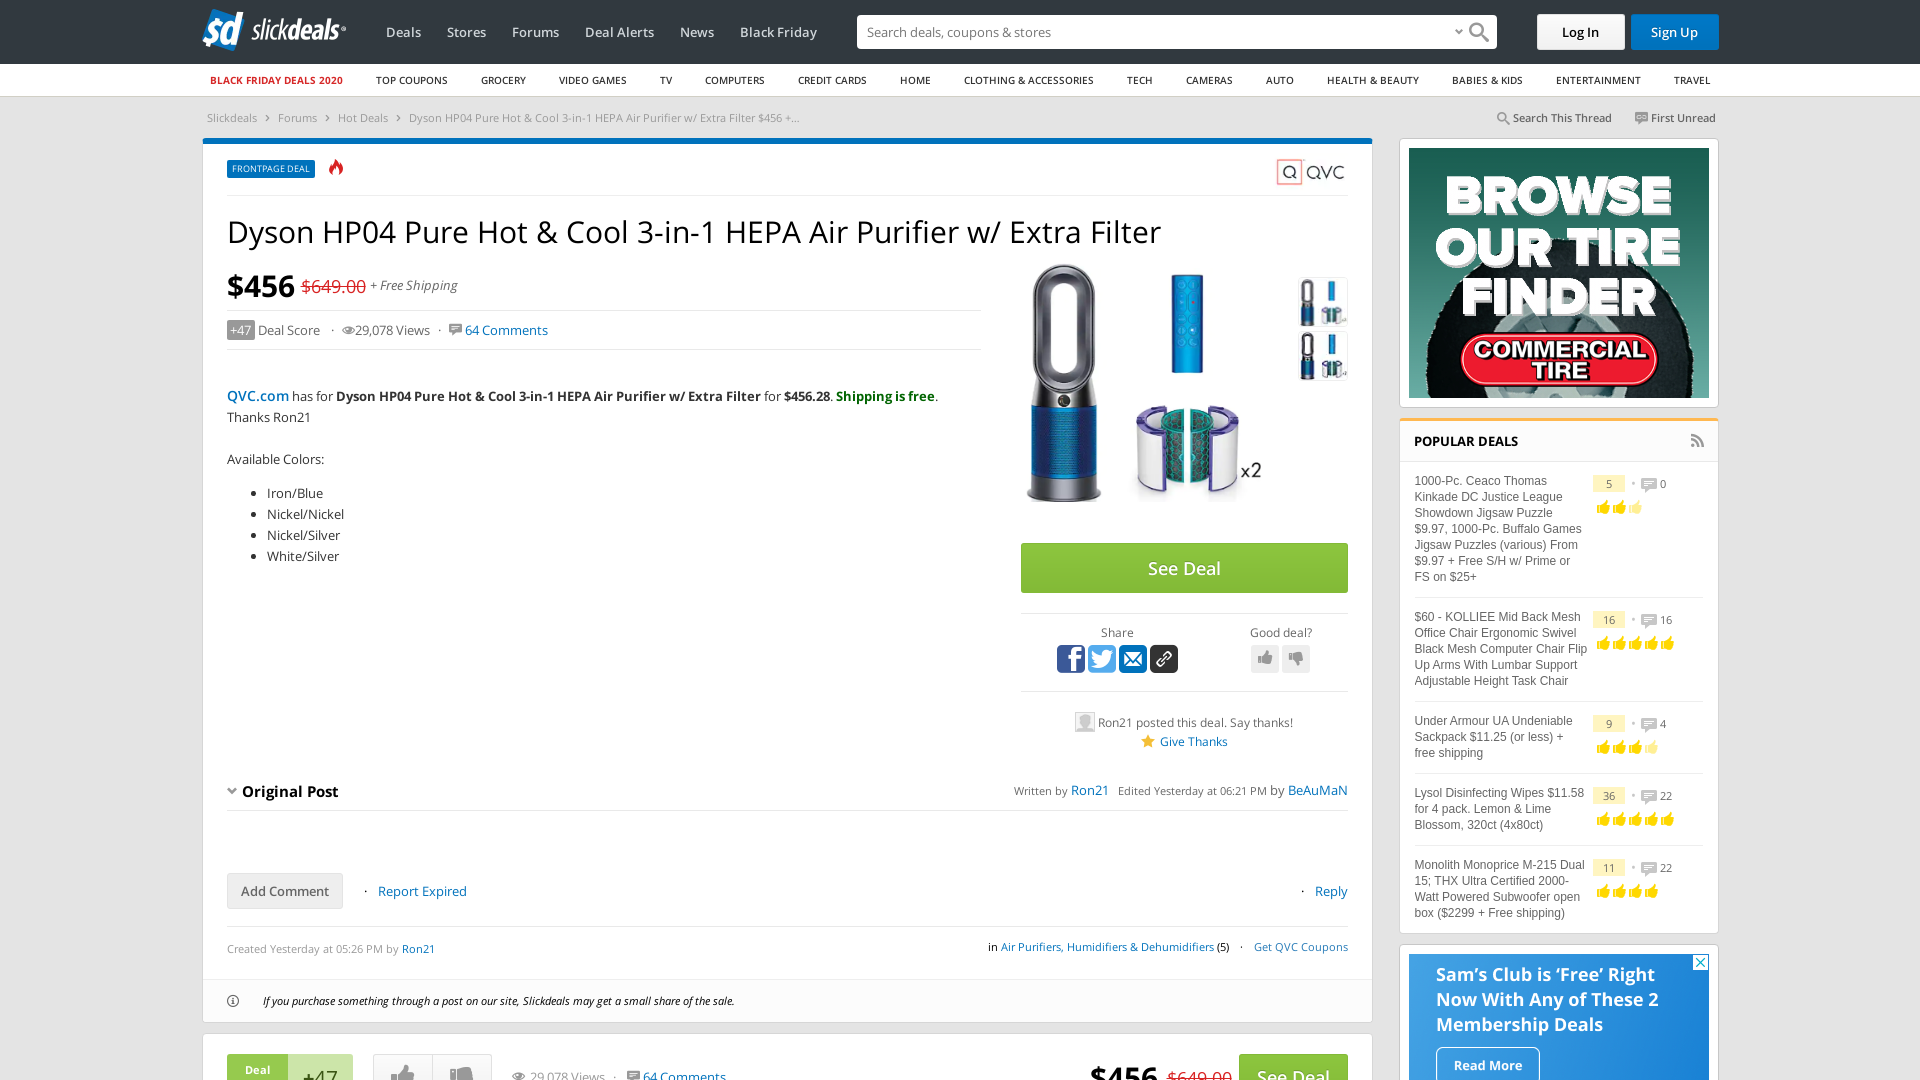 slickdeals
Deals
Stores
Forums
Deal Alerts
News
Black Friday
Search deals, coupons & stores
Log In
Sign Up
BLACK FRIDAY DEALS 2020
TOP COUPONS
GROCERY
VIDEO GAMES
TV
COMPUTERS
CREDIT CARDS
HOME
CLOTHING & ACCESSORIES
TECH
CAMERAS
AUTO
HEALTH & BEAUTY
BABIES & KIDS
ENTERTAINMENT
TRAVEL
Slickdeals > Forums > Hot Deals > Dyson HP04 Pure Hot & Cool 3-in-1 HEPA Air Purifier w/ Extra Filter $456 +...
Search This Thread
First Unread
FRONTPAGE DEAL
Q QVC
Dyson HP04 Pure Hot & Cool 3-in-1 HEPA Air Purifier w/ Extra Filter
$456 $649.00 + Free Shipping
+47 Deal Score · 29,078 Views · 64 Comments
x2
QVC.com has for Dyson HP04 Pure Hot & Cool 3-in-1 HEPA Air Purifier w/ Extra Filter for $456.28. Shipping is free.
Thanks Ron21
Available Colors:
Iron/Blue
Nickel/Nickel
Nickel/Silver
White/Silver
See Deal
Share
Good deal?
Ron21 posted this deal. Say thanks!
Give Thanks
Original Post
Written by Ron21 Edited Yesterday at 06:21 PM by BeAuMaN
Add Comment
· Report Expired
· Reply
Created Yesterday at 05:26 PM by Ron21
in Air Purifiers, Humidifiers & Dehumidifiers (5) · Get QVC Coupons
If you purchase something through a post on our site, Slickdeals may get a small share of the sale.
Deal
+47
29,078 Views · 64 Comments
$456 $649.00
See Deal
BROWSE
OUR TIRE
FINDER
COMMERCIAL
TIRE
POPULAR DEALS
1000-Pc. Ceaco Thomas
Kinkade DC Justice League
Showdown Jigsaw Puzzle
$9.97, 1000-Pc. Buffalo Games
Jigsaw Puzzles (various) From
$9.97 + Free S/H w/ Prime or
FS on $25+
5 • 0
$60 - KOLLIEE Mid Back Mesh
Office Chair Ergonomic Swivel
Black Mesh Computer Chair Flip
Up Arms With Lumbar Support
Adjustable Height Task Chair
16 • 16
Under Armour UA Undeniable
Sackpack $11.25 (or less) +
free shipping
9 • 4
Lysol Disinfecting Wipes $11.58
for 4 pack. Lemon & Lime
Blossom, 320ct (4x80ct)
36 • 22
Monolith Monoprice M-215 Dual
15; THX Ultra Certified 2000-
Watt Powered Subwoofer open
box ($2299 + Free shipping)
11 • 22
Sam's Club is 'Free' Right
Now With Any of These 2
Membership Deals
Read More